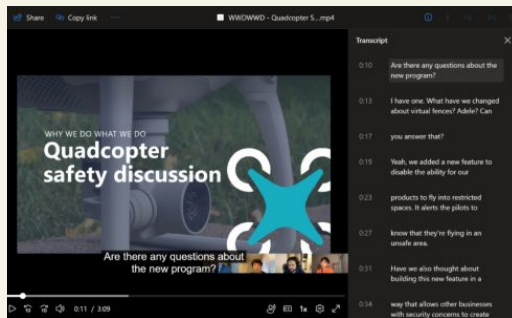 Share
Copy link
WWDWWD - Quadcopter S...mp4
WHY WE DO WHAT WE DO
Quadcopter
safety discussion
Are there any questions about
the new program?
0:11 / 3:09
1x
Transcript
0:10
Are there any questions about the
new program?
0:13
I have one. What have we changed
about virtual fences? Adele? Can
0:17
you answer that?
0:19
Yeah, we added a new feature to
disable the ability for our
0:23
products to fly into restricted
spaces. It alerts the pilots to
0:27
know that they're flying in an
unsafe area.
0:31
Have we also thought about
building this new feature in a
0:34
way that allows other businesses
with security concerns to create